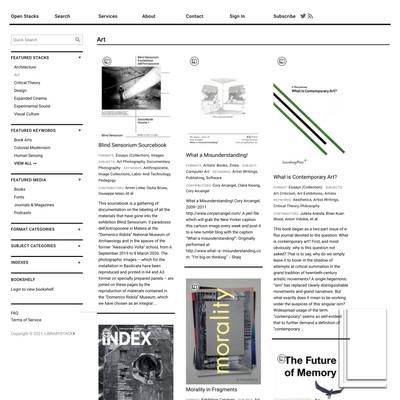 Open Stacks
Search
Services
About
Contact
Sign In
Subscribe
Quick Search
FEATURED STACKS
Architecture
Art
Critical Theory
Design
Expanded Cinema
Experimental Sound
Visual Culture
FEATURED KEYWORDS
Book Arts
Colonial Modernism
Human Sensing
VIEW ALL
FEATURED MEDIA
Books
Fonts
Journals & Magazines
Podcasts
FORMAT CATEGORIES
SUBJECT CATEGORIES
INDEXES
BOOKSHELF
Login to view bookshelf.
FAQ
Terms of Service
Copyright © 2021, LIBRARYSTACK
Art
Blind Sensorium
Blind Sensorium Sourcebook
FORMATS Essays (Collection), Images
SUBJECTS Art Photography, Documentary
Photography KEYWORDS Anthropocene,
Image Collections, Labor And Technology,
Pedagogy
CONTRIBUTORS Armin Linke, Giulia Bruno,
Giuseppe Ielasi et al.
This sourcebook is a gathering of
documentation on the labelling of all the
materials that have gone into the
exhibition Blind Sensorium. Il paradosso
dell'Antropocene in Matera at the
"Domenico Ridola" National Museum of
Archaeology and in the spaces of the
former "Alessandro Volta" school, from 6
September 2019 to 8 March 2020. The
photographic images – which for the
installation in Basilicata have been
reproduced and printed in A4 and A3
format on specially prepared panels – are
joined on these pages by the
reproduction of materials contained in
the "Domenico Ridola" Museum, which
we have chosen as an integral ...
INDEX
What a Misunderstanding!
FORMATS Artists' Books, Zines SUBJECTS
Computer Art KEYWORDS Artists' Writings,
Publishing, Software
CONTRIBUTORS Cory Arcangel, Claire Kwong,
Cory Arcangel
What a Misunderstanding! Cory Arcangel,
2009–2011
http://www.coryarcangel.com/ A perl file
which will grab the New Yorker caption
this cartoon image every week and post it
to a new tumblr blog with the caption
"What a misunderstanding!". Originally
performed at
http://www.what-a-misunderstanding.co
m. "I'm big on thinking" – Shaq
morality
Morality in Fragments
What is Contemporary Art?
What is Contemporary Art?
FORMATS Essays (Collection) SUBJECTS
Art, Art Criticism, Art Theory KEYWORDS
Aesthetics, Artists' Writings,
Critical Theory, Philosophy
CONTRIBUTORS Julieta Aranda, Brian Kuan
Wood, Anton Vidokle, et al.
This book began as a two-part issue of e-
flux journal devoted to the question: What
is contemporary art? First, and most
obviously: why is this question not
asked? That is to say, why do we simply
leave it to hover in the shadow of
attempts at critical summation in the
grand tradition of twentieth-century
artistic movements? A single hegemonic
"ism" has replaced clearly distinguishable
movements and grand narratives. But
what exactly does it mean to be working
under the auspices of this singular ism?
Widespread usage of the term
"contemporary" seems so self-evident
that to further demand a definition of
"contemporary ...
The Future
of Memory